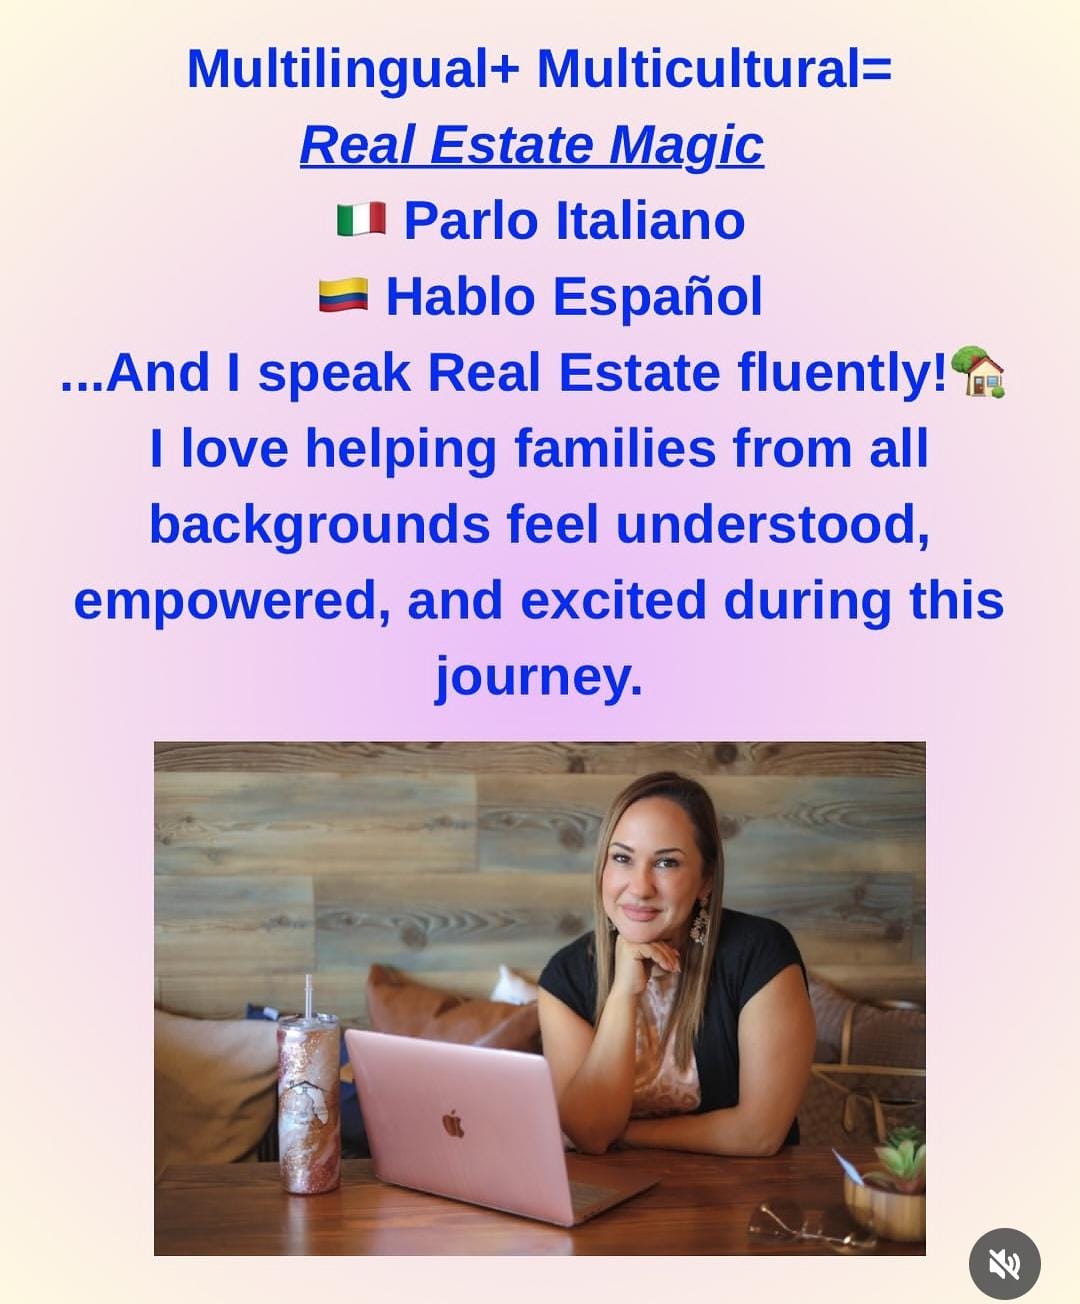 Multilingual+ Multicultural=
Real Estate Magic
🇮🇹 Parlo Italiano
🇨🇴 Hablo Español
...And I speak Real Estate fluently!🏡
I love helping families from all
backgrounds feel understood,
empowered, and excited during this
journey.